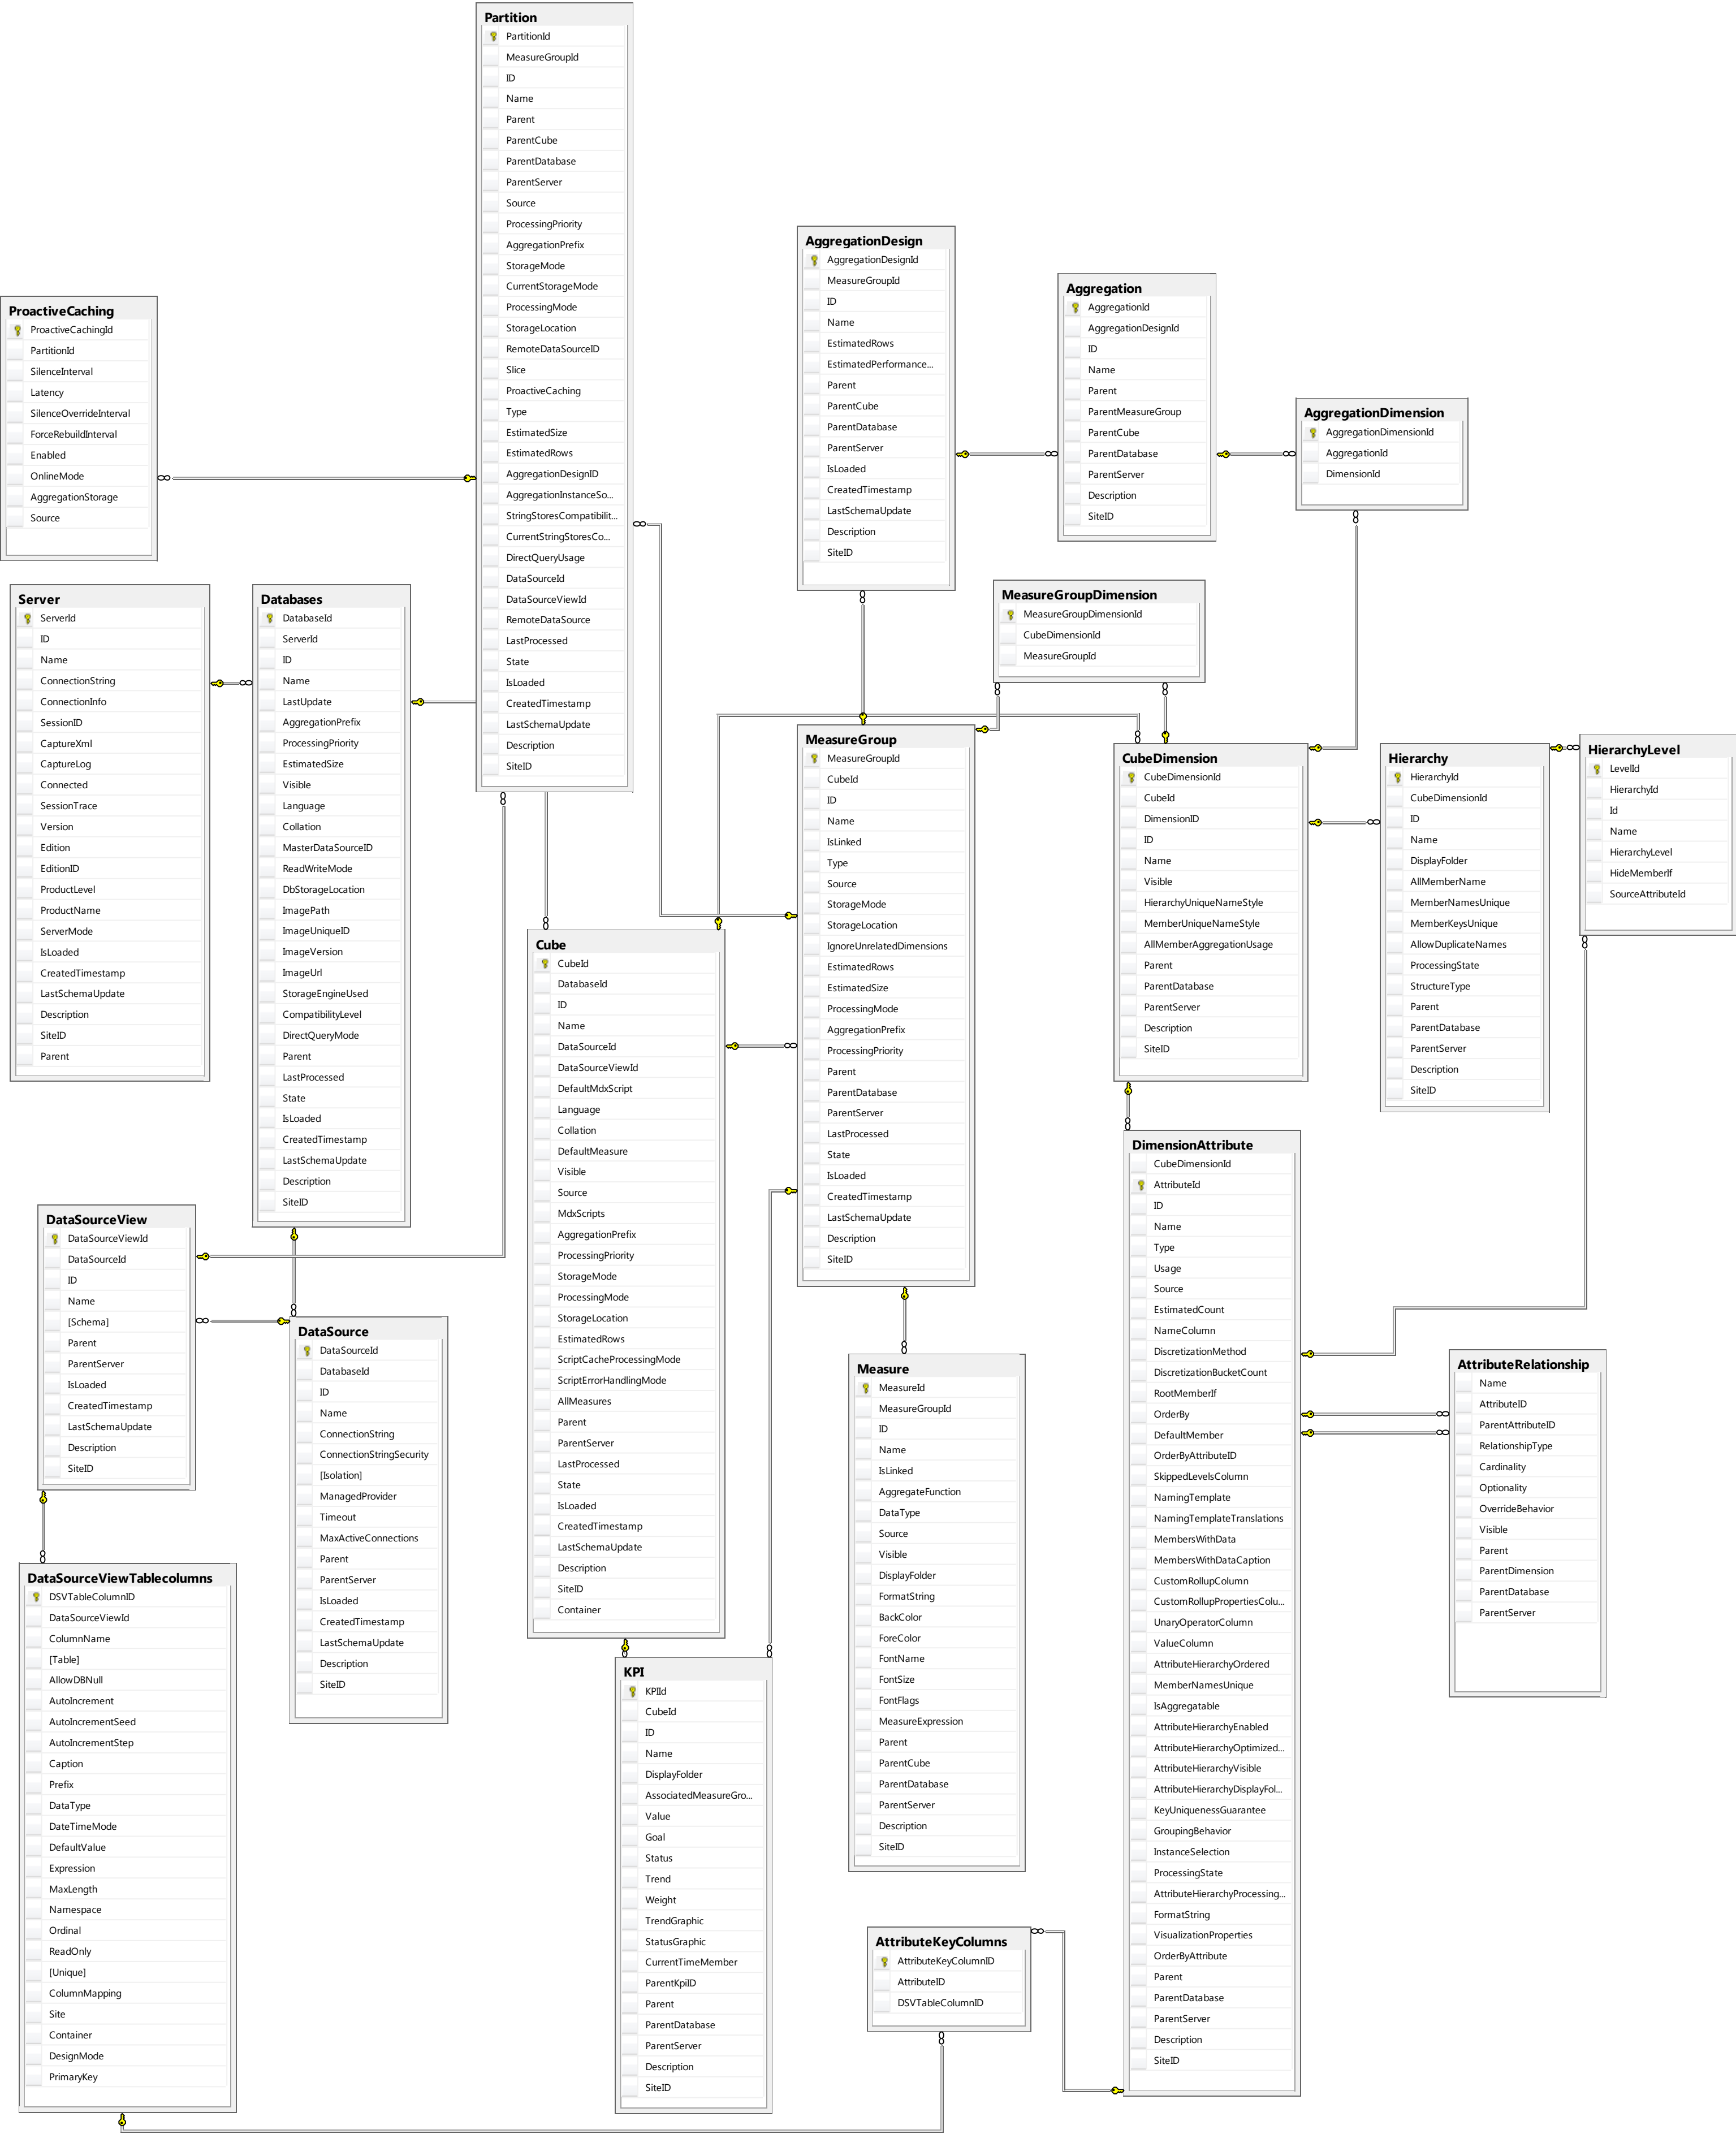 Partition
PartitionId
MeasureGroupId
ID
Name
Parent
ParentCube
ParentDatabase
ParentServer
Source
ProcessingPriority
AggregationPrefix
StorageMode
CurrentStorageMode
ProcessingMode
StorageLocation
RemoteDataSourceID
Slice
ProactiveCaching
Type
EstimatedSize
EstimatedRows
AggregationDesignID
AggregationInstanceSo...
StringStoresCompatibilit...
CurrentStringStoresCo...
DirectQueryUsage
DataSourceId
DataSourceViewId
RemoteDataSource
LastProcessed
State
IsLoaded
CreatedTimestamp
LastSchemaUpdate
Description
SiteID
AggregationDesign
AggregationDesignId
MeasureGroupId
ID
Name
EstimatedRows
EstimatedPerformance...
Parent
ParentCube
ParentDatabase
ParentServer
IsLoaded
CreatedTimestamp
LastSchemaUpdate
Description
SiteID
Aggregation
AggregationId
AggregationDesignId
ID
Name
Parent
ParentMeasureGroup
ParentCube
ParentDatabase
ParentServer
Description
SiteID
ProactiveCaching
ProactiveCachingId
PartitionId
SilenceInterval
Latency
SilenceOverrideInterval
ForceRebuildInterval
Enabled
OnlineMode
AggregationStorage
Source
AggregationDimension
AggregationDimensionId
AggregationId
DimensionId
MeasureGroupDimension
MeasureGroupDimensionId
CubeDimensionId
MeasureGroupId
Server
ServerId
ID
Name
ConnectionString
ConnectionInfo
SessionID
CaptureXml
CaptureLog
Connected
SessionTrace
Version
Edition
EditionID
ProductLevel
ProductName
ServerMode
IsLoaded
CreatedTimestamp
LastSchemaUpdate
Description
SiteID
Parent
Databases
DatabaseId
ServerId
ID
Name
LastUpdate
AggregationPrefix
ProcessingPriority
EstimatedSize
Visible
Language
Collation
MasterDataSourceID
ReadWriteMode
DbStorageLocation
ImagePath
ImageUniqueID
ImageVersion
ImageUrl
StorageEngineUsed
CompatibilityLevel
DirectQueryMode
Parent
LastProcessed
State
IsLoaded
CreatedTimestamp
LastSchemaUpdate
Description
SiteID
MeasureGroup
MeasureGroupId
CubeId
ID
Name
IsLinked
Type
Source
StorageMode
StorageLocation
IgnoreUnrelatedDimensions
EstimatedRows
EstimatedSize
ProcessingMode
AggregationPrefix
ProcessingPriority
Parent
ParentDatabase
ParentServer
LastProcessed
State
IsLoaded
CreatedTimestamp
LastSchemaUpdate
Description
SiteID
CubeDimension
CubeDimensionId
CubeId
DimensionID
ID
Name
Visible
HierarchyUniqueNameStyle
MemberUniqueNameStyle
AllMemberAggregationUsage
Parent
ParentDatabase
ParentServer
Description
SiteID
Hierarchy
HierarchyId
CubeDimensionId
ID
Name
DisplayFolder
AllMemberName
MemberNamesUnique
MemberKeysUnique
AllowDuplicateNames
ProcessingState
StructureType
Parent
ParentDatabase
ParentServer
Description
SiteID
HierarchyLevel
LevelId
HierarchyId
Id
Name
HierarchyLevel
HideMemberIf
SourceAttributeId
Cube
CubeId
DatabaseId
ID
Name
DataSourceId
DataSourceViewId
DefaultMdxScript
Language
Collation
DefaultMeasure
Visible
Source
MdxScripts
AggregationPrefix
ProcessingPriority
StorageMode
ProcessingMode
StorageLocation
EstimatedRows
ScriptCacheProcessingMode
ScriptErrorHandlingMode
AllMeasures
Parent
ParentServer
LastProcessed
State
IsLoaded
CreatedTimestamp
LastSchemaUpdate
Description
SiteID
Container
DimensionAttribute
CubeDimensionId
AttributeId
ID
Name
Type
Usage
Source
EstimatedCount
NameColumn
DiscretizationMethod
DiscretizationBucketCount
RootMemberIf
OrderBy
DefaultMember
OrderByAttributeID
SkippedLevelsColumn
NamingTemplate
NamingTemplateTranslations
MembersWithData
MembersWithDataCaption
CustomRollupColumn
CustomRollupPropertiesColu...
UnaryOperatorColumn
ValueColumn
AttributeHierarchyOrdered
MemberNamesUnique
IsAggregatable
AttributeHierarchyEnabled
AttributeHierarchyOptimized...
AttributeHierarchyVisible
AttributeHierarchyDisplayFol...
KeyUniquenessGuarantee
GroupingBehavior
InstanceSelection
ProcessingState
AttributeHierarchyProcessing...
FormatString
VisualizationProperties
OrderByAttribute
Parent
ParentDatabase
ParentServer
Description
SiteID
DataSourceView
DataSourceViewId
DataSourceId
ID
Name
[Schema]
Parent
ParentServer
IsLoaded
CreatedTimestamp
LastSchemaUpdate
Description
SiteID
DataSource
DataSourceId
DatabaseId
ID
Name
ConnectionString
ConnectionStringSecurity
[Isolation]
ManagedProvider
Timeout
MaxActiveConnections
Parent
ParentServer
IsLoaded
CreatedTimestamp
LastSchemaUpdate
Description
SiteID
Measure
MeasureId
MeasureGroupId
ID
Name
IsLinked
AggregateFunction
DataType
Source
Visible
DisplayFolder
FormatString
BackColor
ForeColor
FontName
FontSize
FontFlags
MeasureExpression
Parent
ParentCube
ParentDatabase
ParentServer
Description
SiteID
AttributeRelationship
Name
AttributeID
ParentAttributeID
RelationshipType
Cardinality
Optionality
OverrideBehavior
Visible
Parent
ParentDimension
ParentDatabase
ParentServer
DataSourceViewTablecolumns
DSVTableColumnID
DataSourceViewId
ColumnName
[Table]
AllowDBNull
AutoIncrement
AutoIncrementSeed
AutoIncrementStep
Caption
Prefix
DataType
DateTimeMode
DefaultValue
Expression
MaxLength
Namespace
Ordinal
ReadOnly
[Unique]
ColumnMapping
Site
Container
DesignMode
PrimaryKey
KPI
KPIId
CubeId
ID
Name
DisplayFolder
AssociatedMeasureGro...
Value
Goal
Status
Trend
Weight
TrendGraphic
StatusGraphic
CurrentTimeMember
ParentKpiID
Parent
ParentDatabase
ParentServer
Description
SiteID
AttributeKeyColumns
AttributeKeyColumnID
AttributeID
DSVTableColumnID